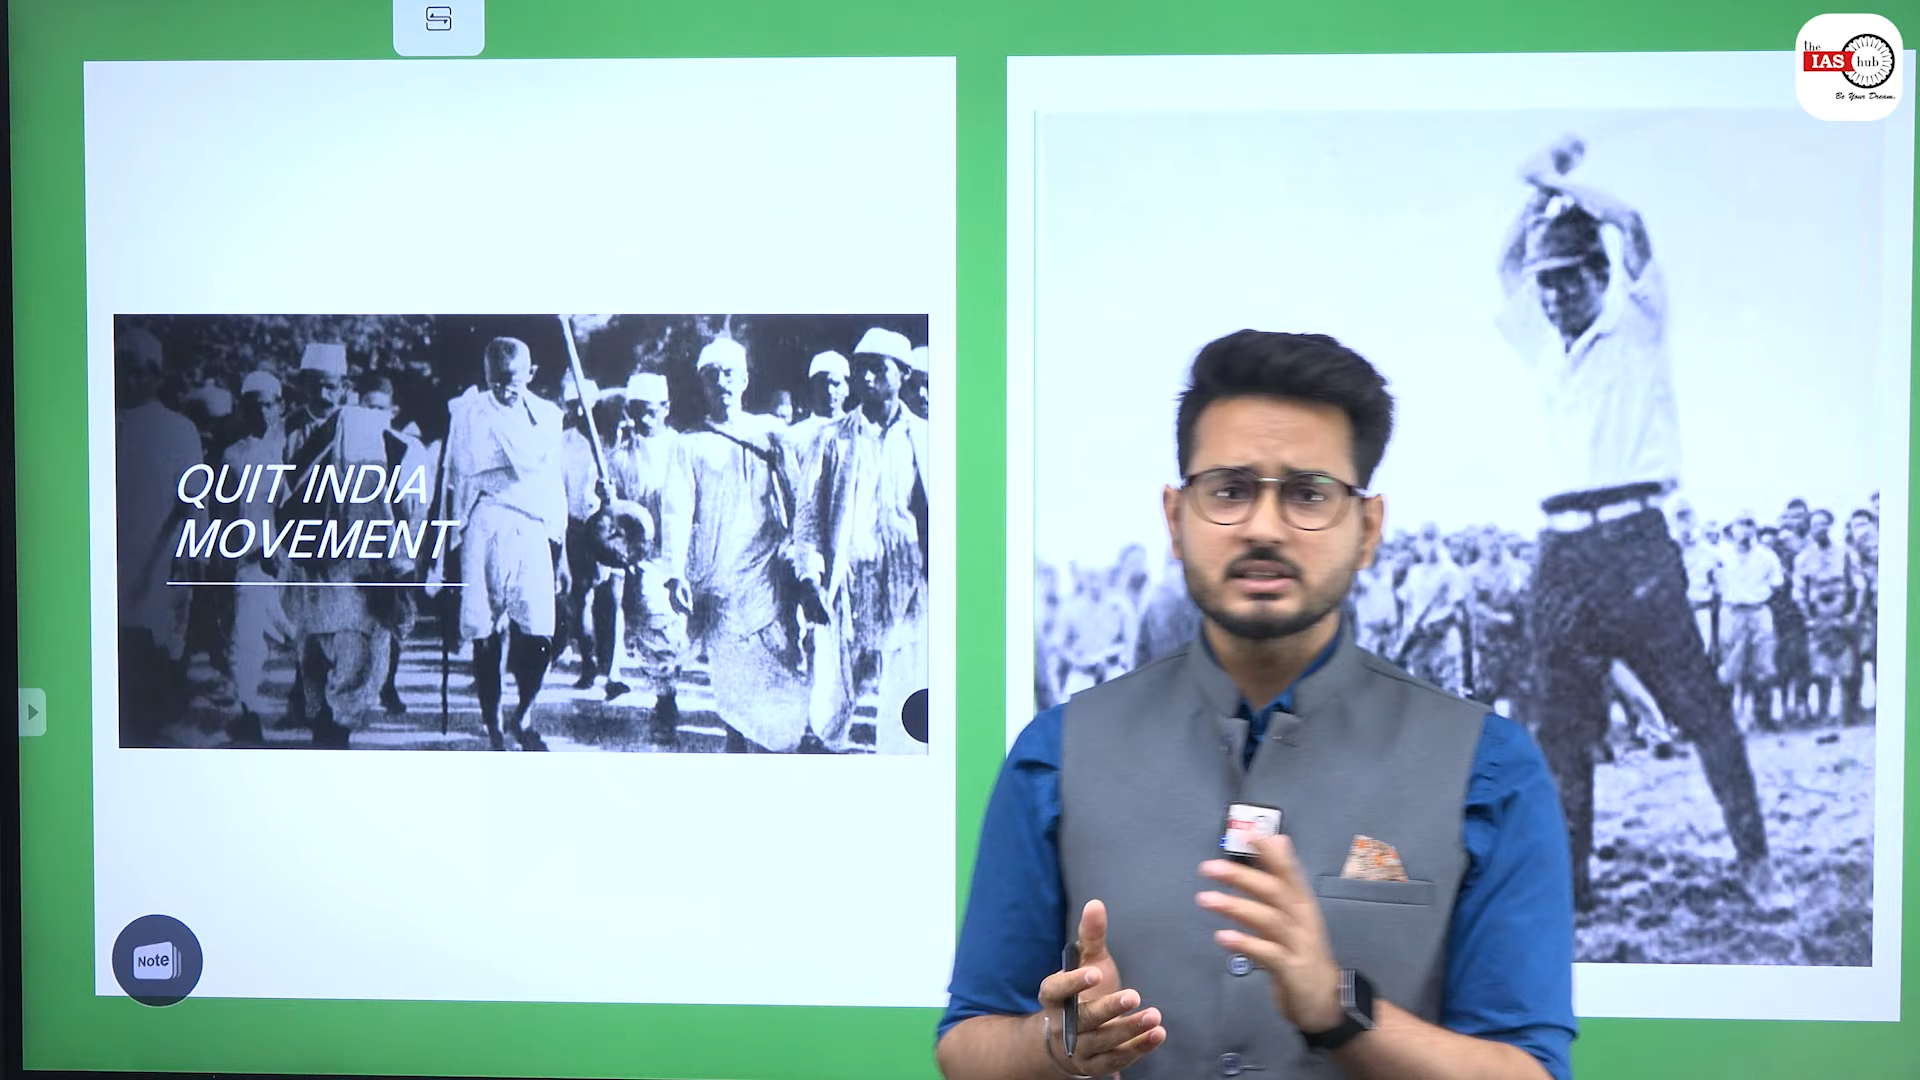 the
IAS hub
Be Your Dream.
QUIT INDIA
MOVEMENT
Note